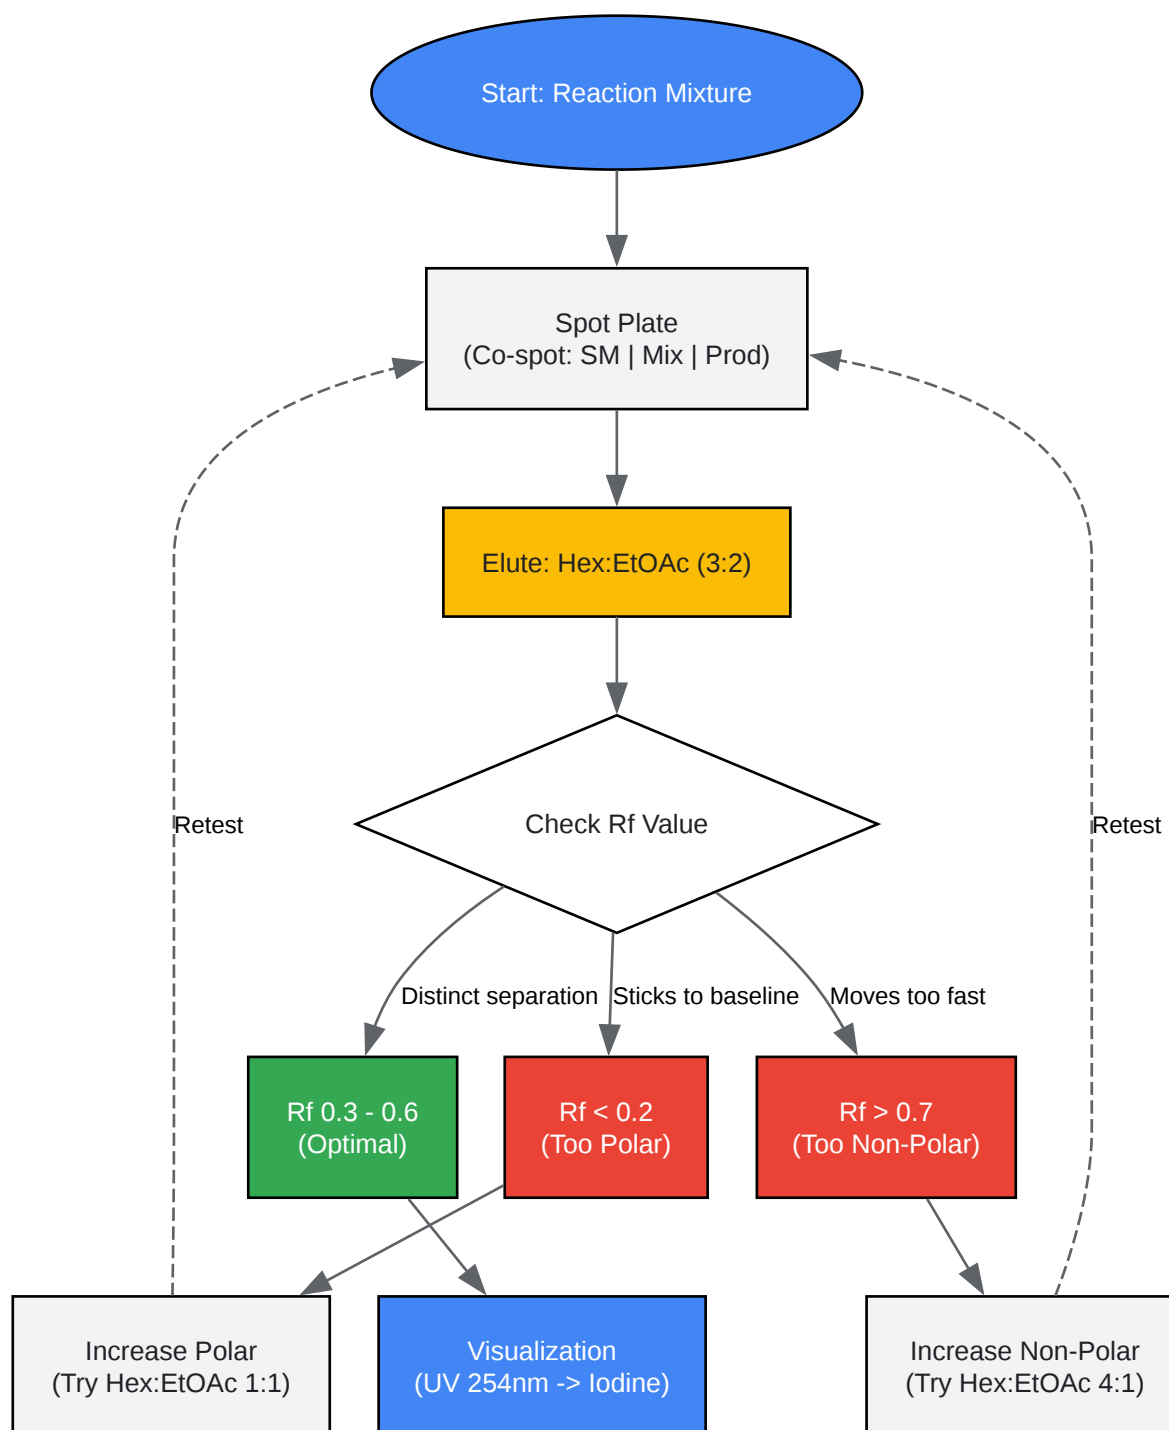 Start: Reaction Mixture
Spot Plate
(Co-spot: SM | Mix | Prod)
Elute: Hex:EtOAc (3:2)
Check Rf Value
Retest
Retest
Distinct separation
Sticks to baseline
Moves too fast
Rf 0.3 - 0.6
(Optimal)
Rf < 0.2
(Too Polar)
Rf > 0.7
(Too Non-Polar)
Increase Polar
(Try Hex:EtOAc 1:1)
Visualization
(UV 254nm -> Iodine)
Increase Non-Polar
(Try Hex:EtOAc 4:1)